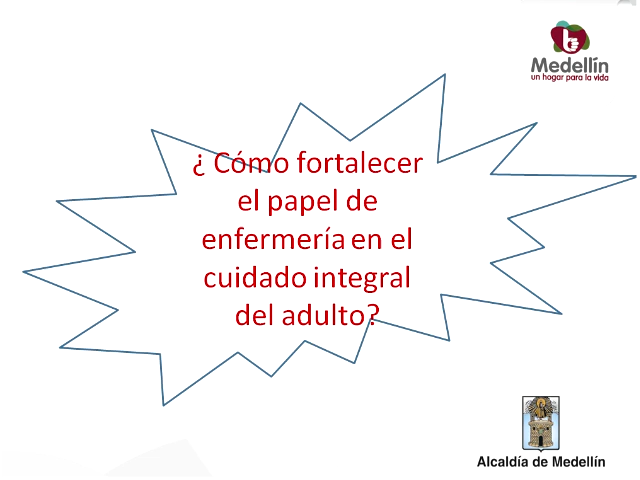 Medellín
un hogar para la vida
¿ Cómo fortalecer
el papel de
enfermería en el
cuidado integral
del adulto?
Alcaldía de Medellín